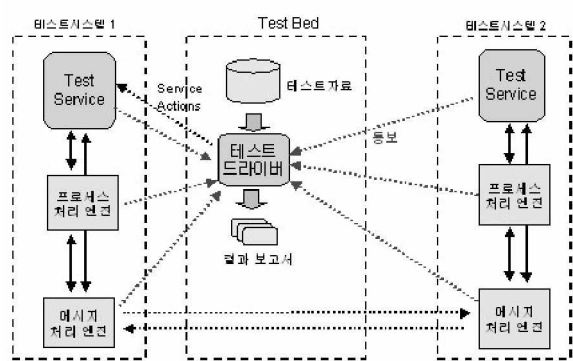 테스트시스템 1
Test Bed
테스트시스템 2
Test
Service
Service
Actions
테스트자료
Test
Service
통보
테스트
드라이버
프로세스
처리 엔진
프로세스
처리 엔진
결과 보고서
메시지
처리 엔진
메시지
처리 엔진